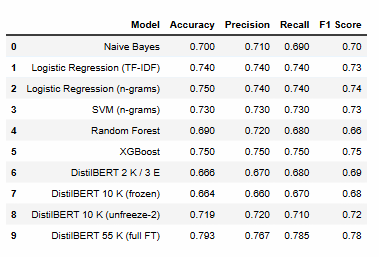 Model Accuracy Precision Recall F1 Score
0 Naive Bayes 0.700 0.710 0.690 0.70
1 Logistic Regression (TF-IDF) 0.740 0.740 0.740 0.73
2 Logistic Regression (n-grams) 0.750 0.740 0.740 0.74
3 SVM (n-grams) 0.730 0.730 0.730 0.73
4 Random Forest 0.690 0.720 0.680 0.66
5 XGBoost 0.750 0.750 0.750 0.75
6 DistilBERT 2 K / 3 E 0.666 0.670 0.680 0.69
7 DistilBERT 10 K (frozen) 0.664 0.660 0.670 0.68
8 DistilBERT 10 K (unfreeze-2) 0.719 0.720 0.710 0.72
9 DistilBERT 55 K (full FT) 0.793 0.767 0.785 0.78